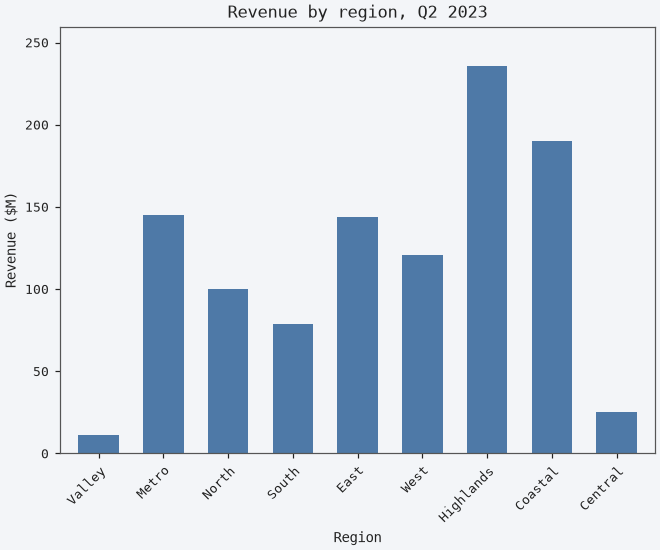 Revenue by region, Q2 2023
Revenue ($M)
250
200
150
100
50
0
Valley
Metro
North
South
East
West
Highlands
Coastal
Central
Region